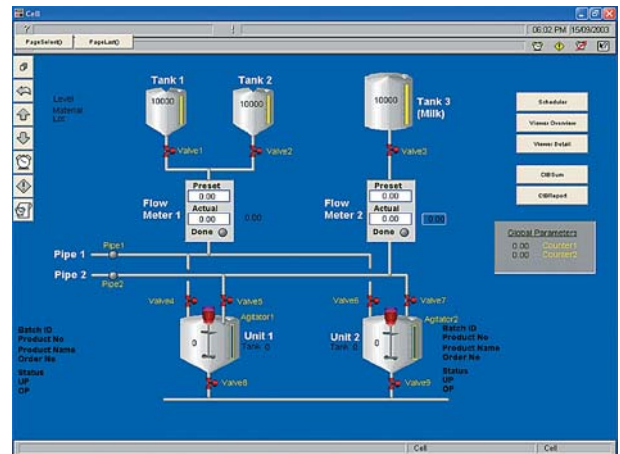 Cell
?
!
06:02 PM 15/09/2003
PageSelect() PageLast()
Tank 1
Tank 2
10000
10000
10000
Tank 3
(Milk)
Level
Material
Lot
Scheduler
Viewer Overview
Viewer Detail
Valve1
Valve2
Valve3
CIBSum
CIBReport
Flow
Meter 1
Preset
0.00
Actual
0.00
Done
0.00
Flow
Meter 2
Preset
0.00
Actual
0.00
Done
0.00
Global Parameters
0.00 Counter1
0.00 Counter2
Pipe 1
Pipe1
Pipe 2
Pipe2
Valve4
Valve5
Valve6
Valve7
Agitator1
Agitator2
0
Unit 1
Tank 0
0
Unit 2
Tank 0
Batch ID
Product No
Product Name
Order No
Status
UP
OP
Batch ID
Product No
Product Name
Order No
Status
UP
OP
Valve8
Valve9
Cell
Cell